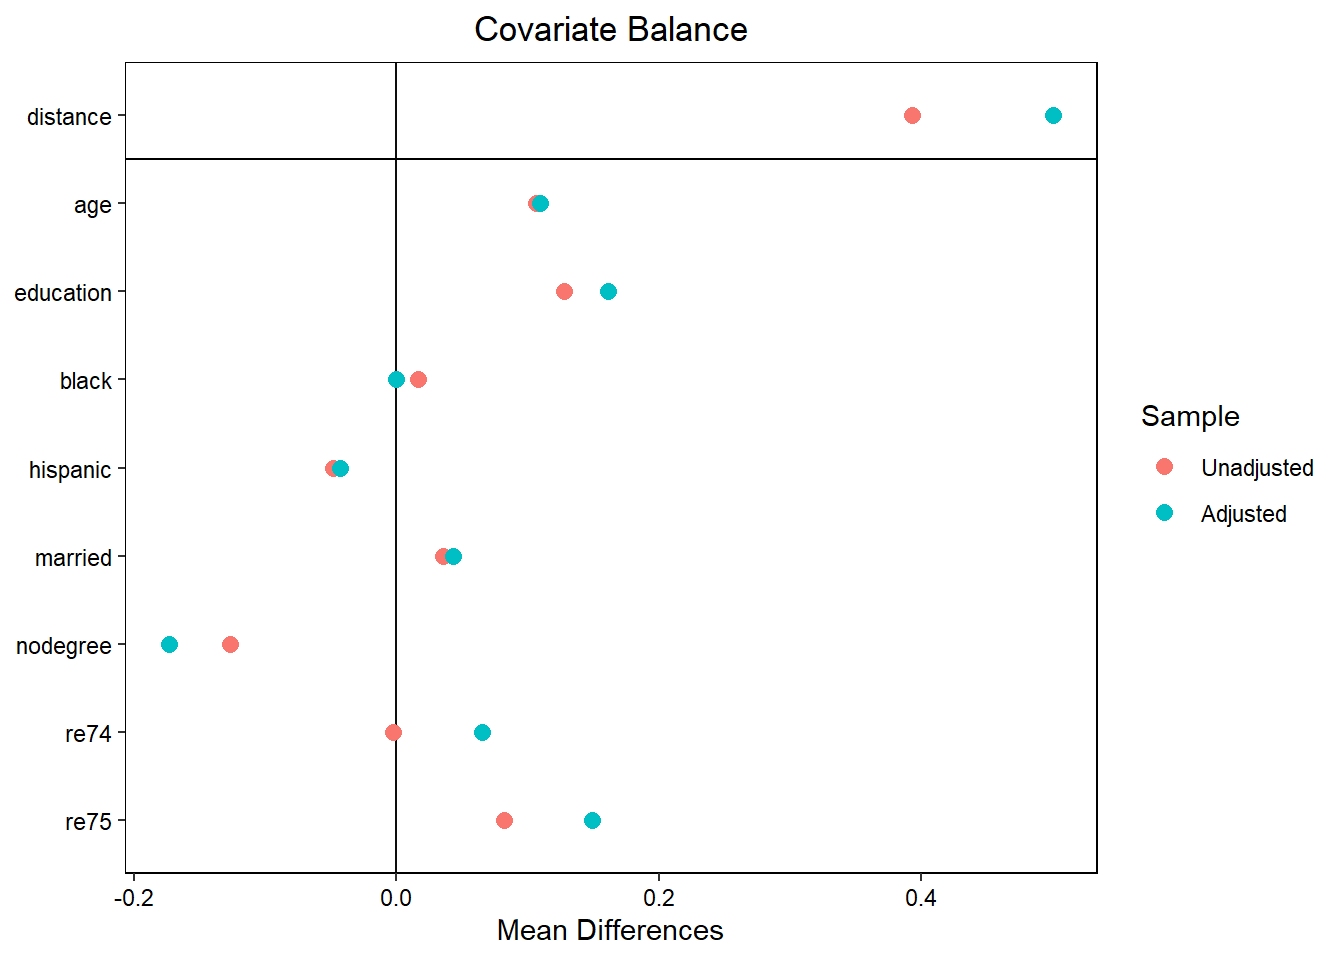 Covariate Balance
distance
age
education
black
hispanic
married
nodegree
re74
re75
-0.2
0.0
0.2
0.4
Mean Differences
Sample
Unadjusted
Adjusted